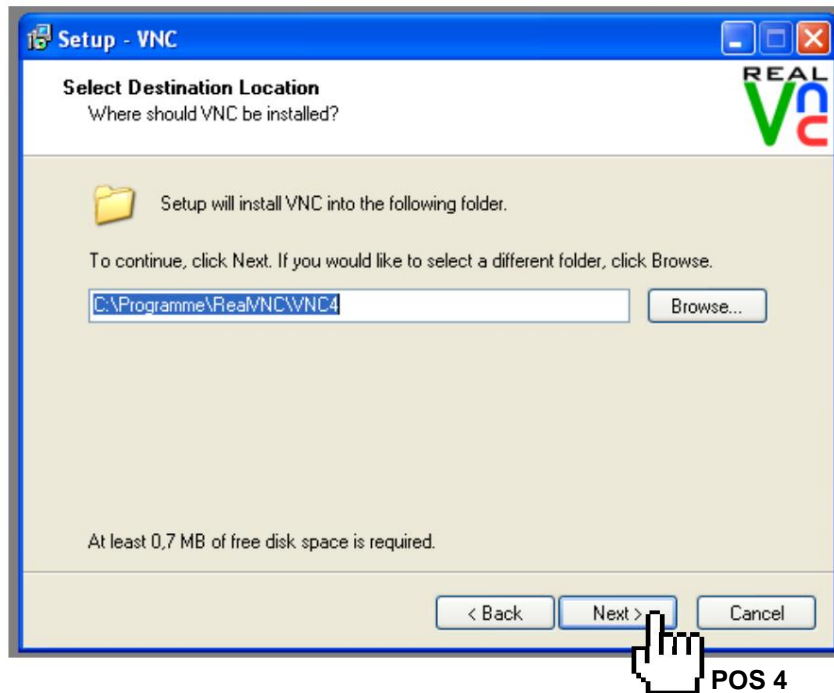 Setup - VNC
Select Destination Location
Where should VNC be installed?
REAL
Vnc
Setup will install VNC into the following folder.
To continue, click Next. If you would like to select a different folder, click Browse.
C:\Programme\RealVNC\VNC4
Browse...
At least 0,7 MB of free disk space is required.
< Back
Next >
Cancel
POS 4